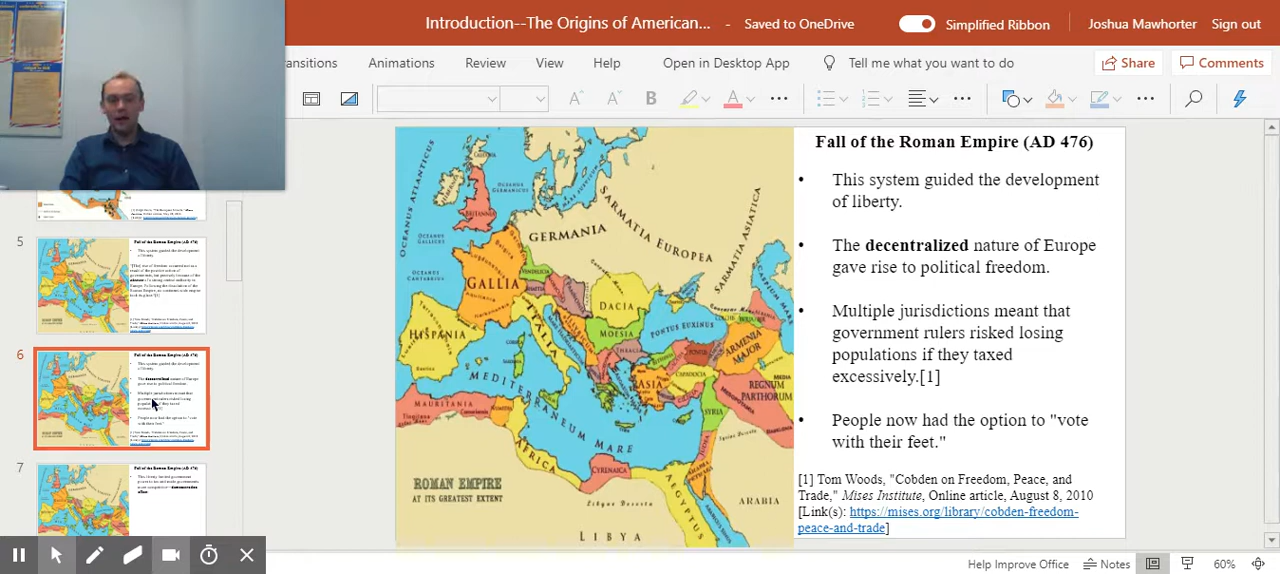 Introduction--The Origins of American... - Saved to OneDrive Simplified Ribbon Joshua Mawhorter Sign out
ransitions Animations Review View Help Open in Desktop App Tell me what you want to do Share Comments
5
6
7
Fall of the Roman Empire (AD 476)
• This system guided the development
of liberty.
• The decentralized nature of Europe
gave rise to political freedom.
• Multiple jurisdictions meant that
government rulers risked losing
populations if they taxed
excessively.[1]
• People now had the option to "vote
with their feet."
[1] Tom Woods, "Cobden on Freedom, Peace, and
Trade," Mises Institute, Online article, August 8, 2010
[Link(s): https://mises.org/library/cobden-freedom-
peace-and-trade]
OCEANUS ATLANTICUS
OCEANUS GERMANICUS
BRITANNIA
GERMANIA
SARMATIA EUROPEA
SARMATIA ASIATICA
GALLIA
DACIA
MOESIA
PONTUS EUXINUS
HISPANIA
ITALIA
THRACIA
ARMENIA MAJOR
CAPPADOCIA
ASIA
REGNUM PARTHORUM
SYRIA
MAURITANIA
MEDITERRANEUM MARE
AFRICA
CYRENAICA
AEGYPTUS
ARABIA
LIBYA
ROMAN EMPIRE
AT ITS GREATEST EXTENT
Help Improve Office Notes 60%